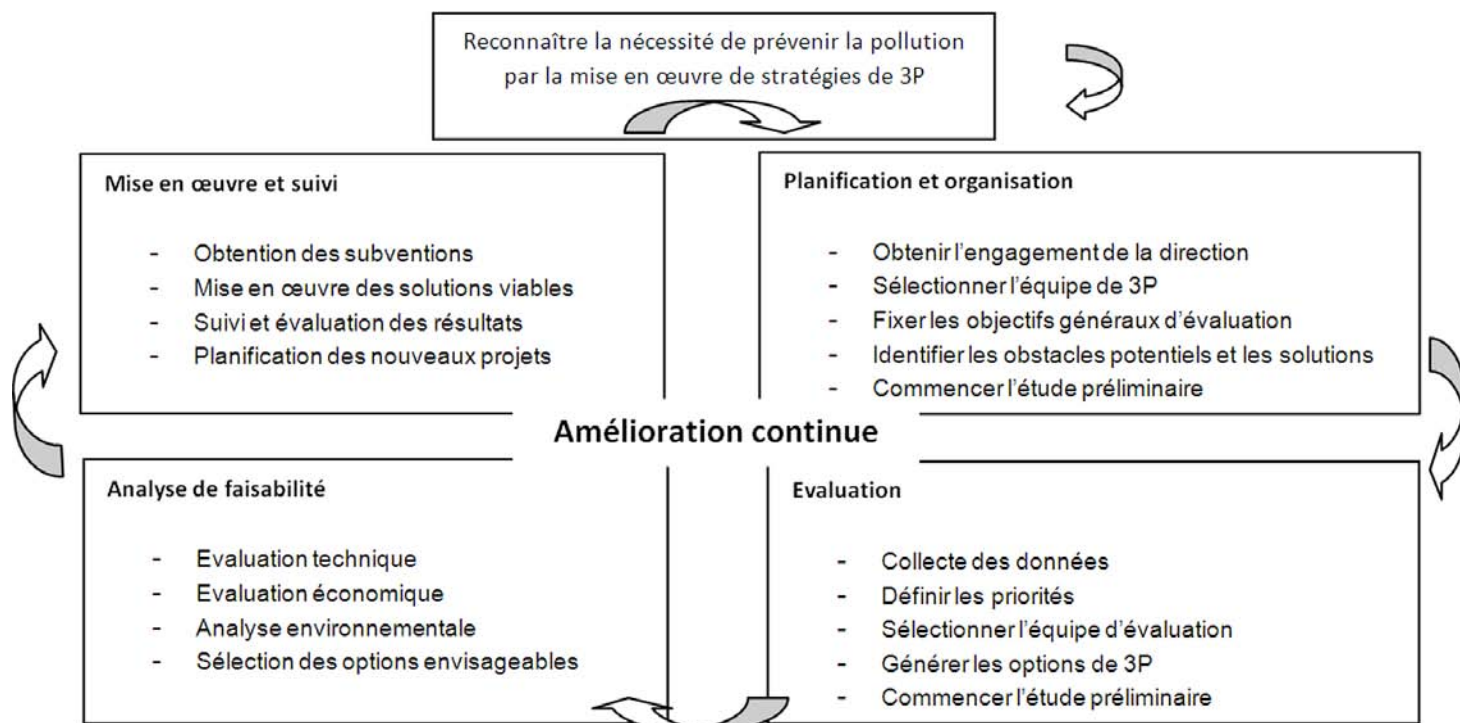 Reconnaître la nécessité de prévenir la pollution
par la mise en œuvre de stratégies de 3P
Mise en œuvre et suivi
- Obtention des subventions
- Mise en œuvre des solutions viables
- Suivi et évaluation des résultats
- Planification des nouveaux projets
Planification et organisation
- Obtenir l'engagement de la direction
- Sélectionner l'équipe de 3P
- Fixer les objectifs généraux d'évaluation
- Identifier les obstacles potentiels et les solutions
- Commencer l'étude préliminaire
Amélioration continue
Analyse de faisabilité
- Evaluation technique
- Evaluation économique
- Analyse environnementale
- Sélection des options envisageables
Evaluation
- Collecte des données
- Définir les priorités
- Sélectionner l'équipe d'évaluation
- Générer les options de 3P
- Commencer l'étude préliminaire